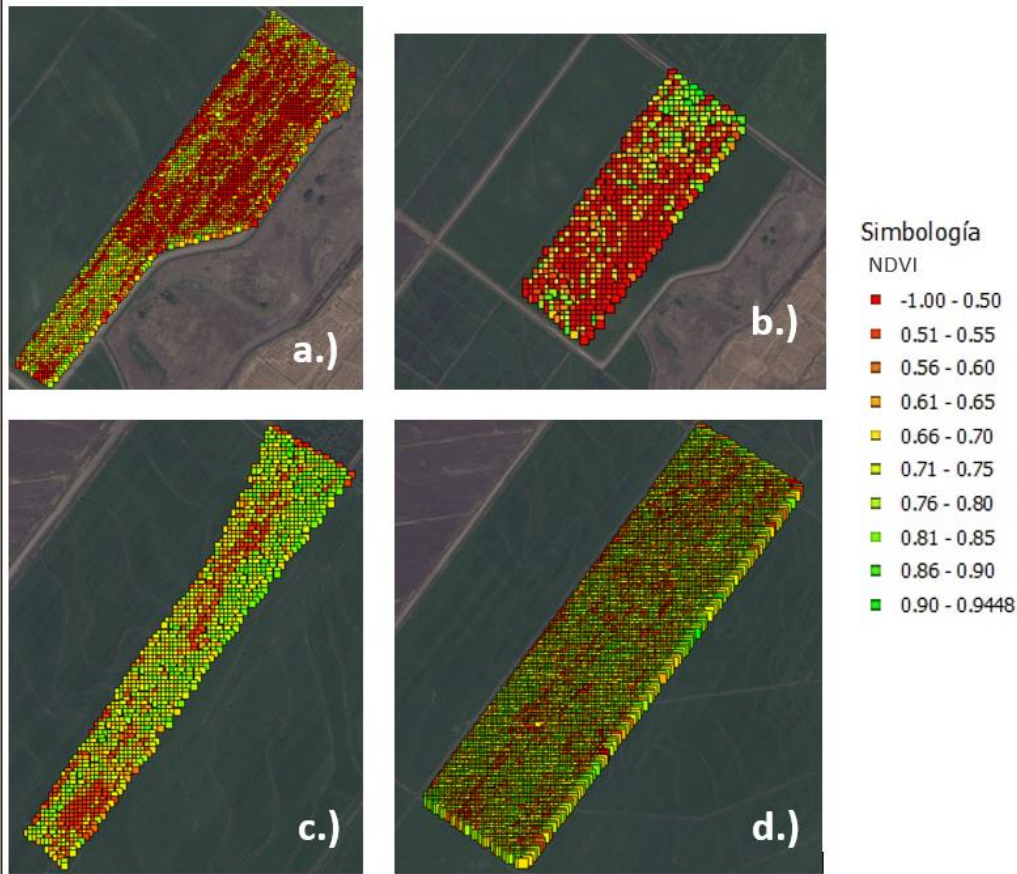 a.)
b.)
Simbología
NDVI
-1.00 - 0.50
0.51 - 0.55
0.56 - 0.60
0.61 - 0.65
0.66 - 0.70
0.71 - 0.75
0.76 - 0.80
0.81 - 0.85
0.86 - 0.90
0.90 - 0.9448
c.)
d.)